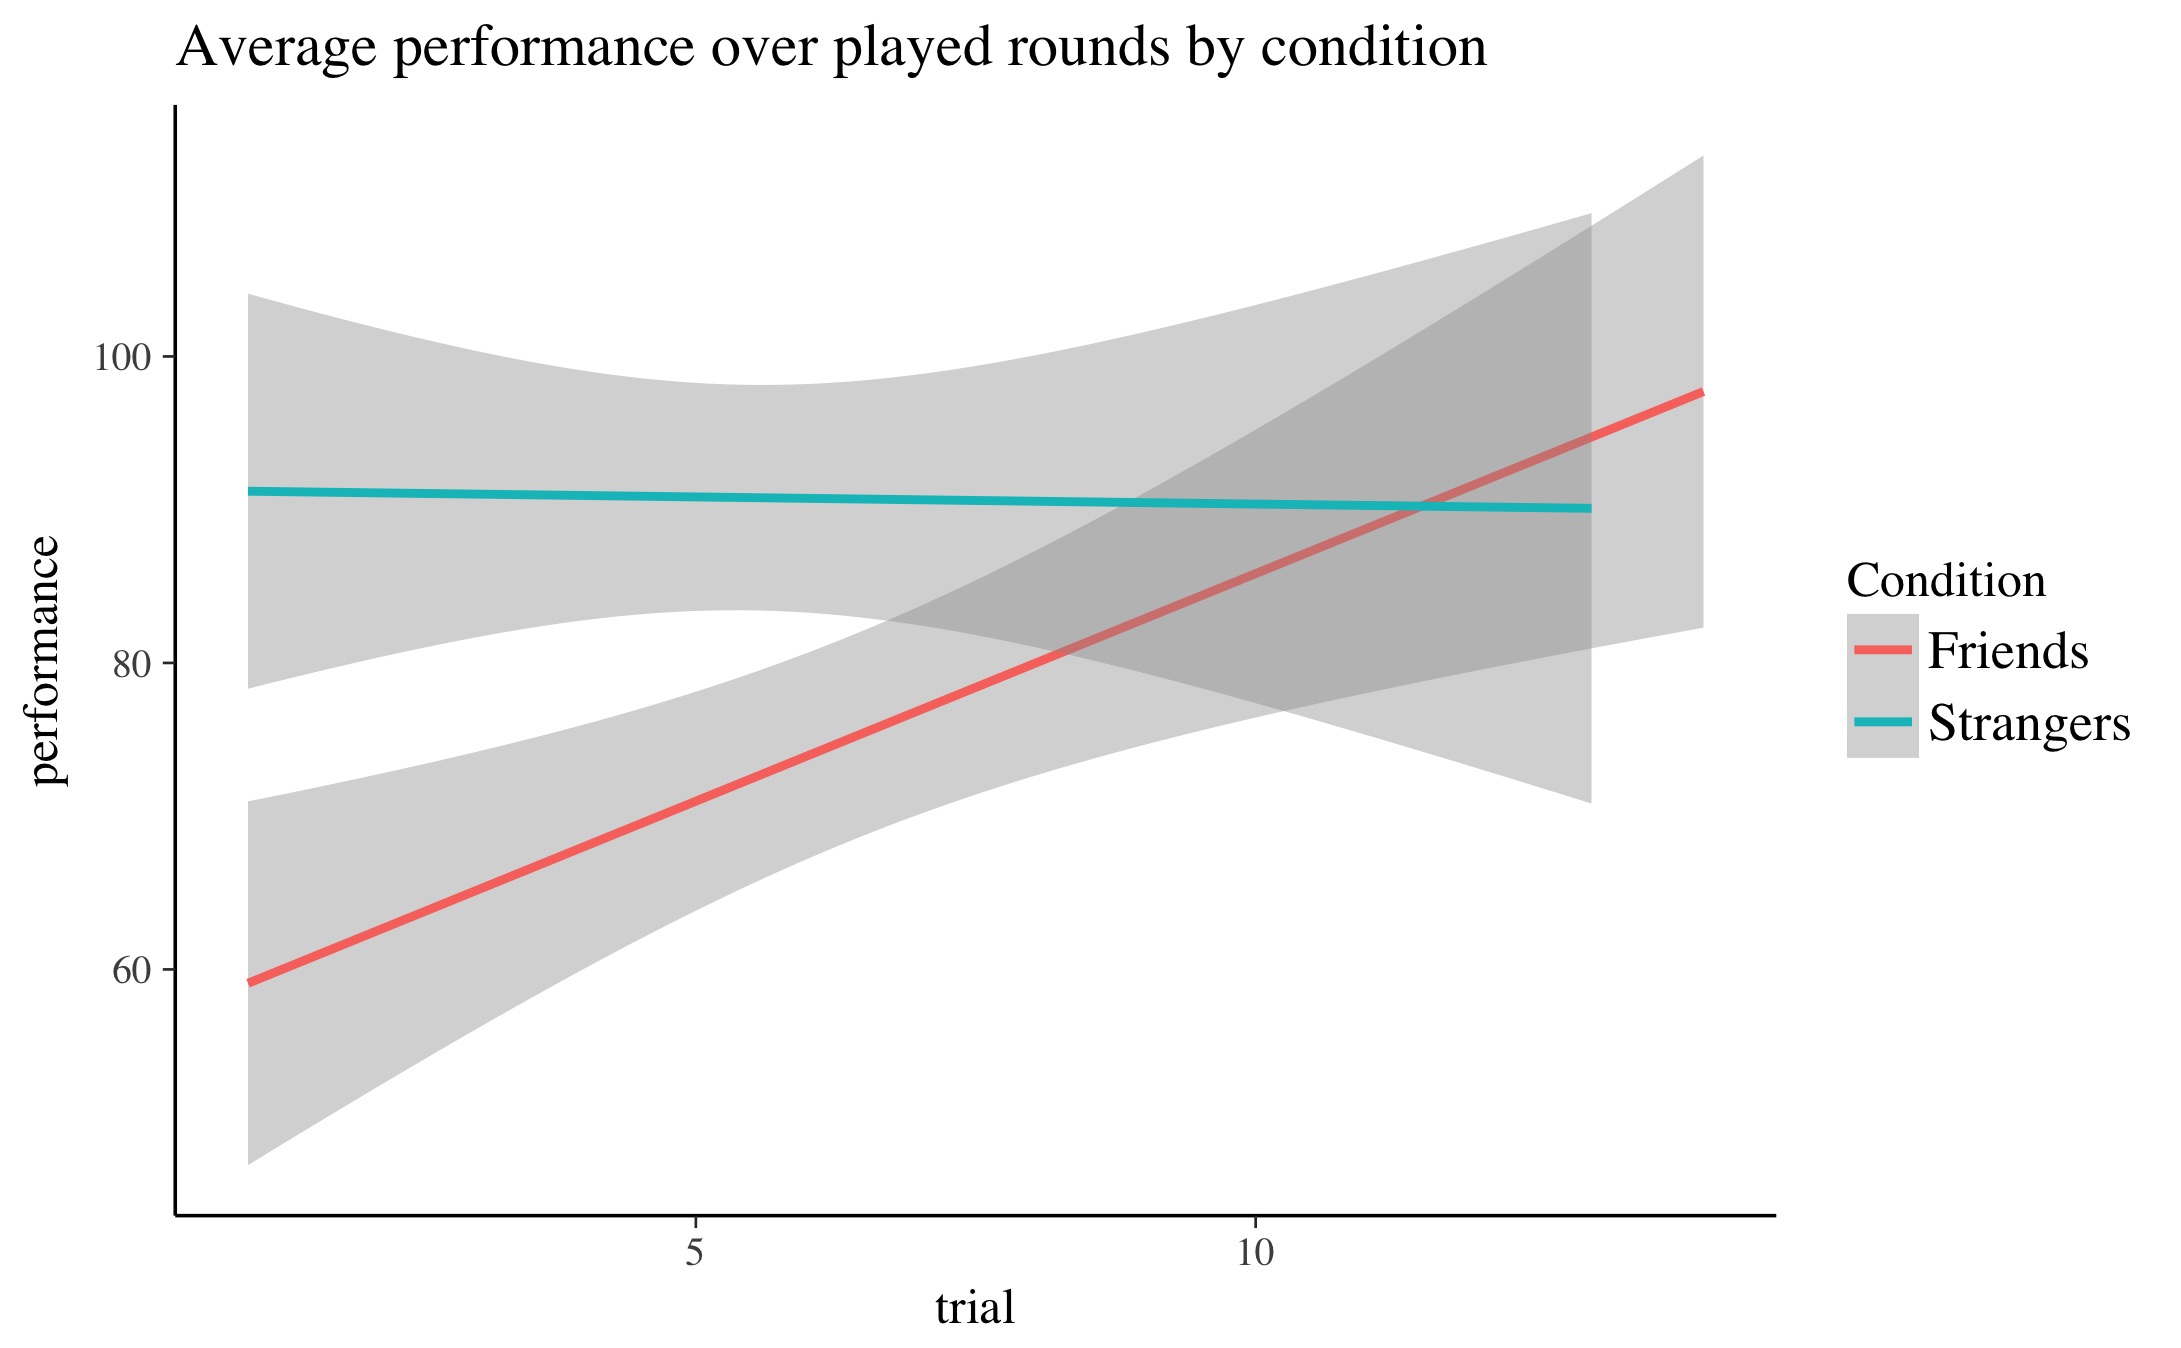 Average performance over played rounds by condition
performance
100
80
60
5
10
trial
Condition
Friends
Strangers